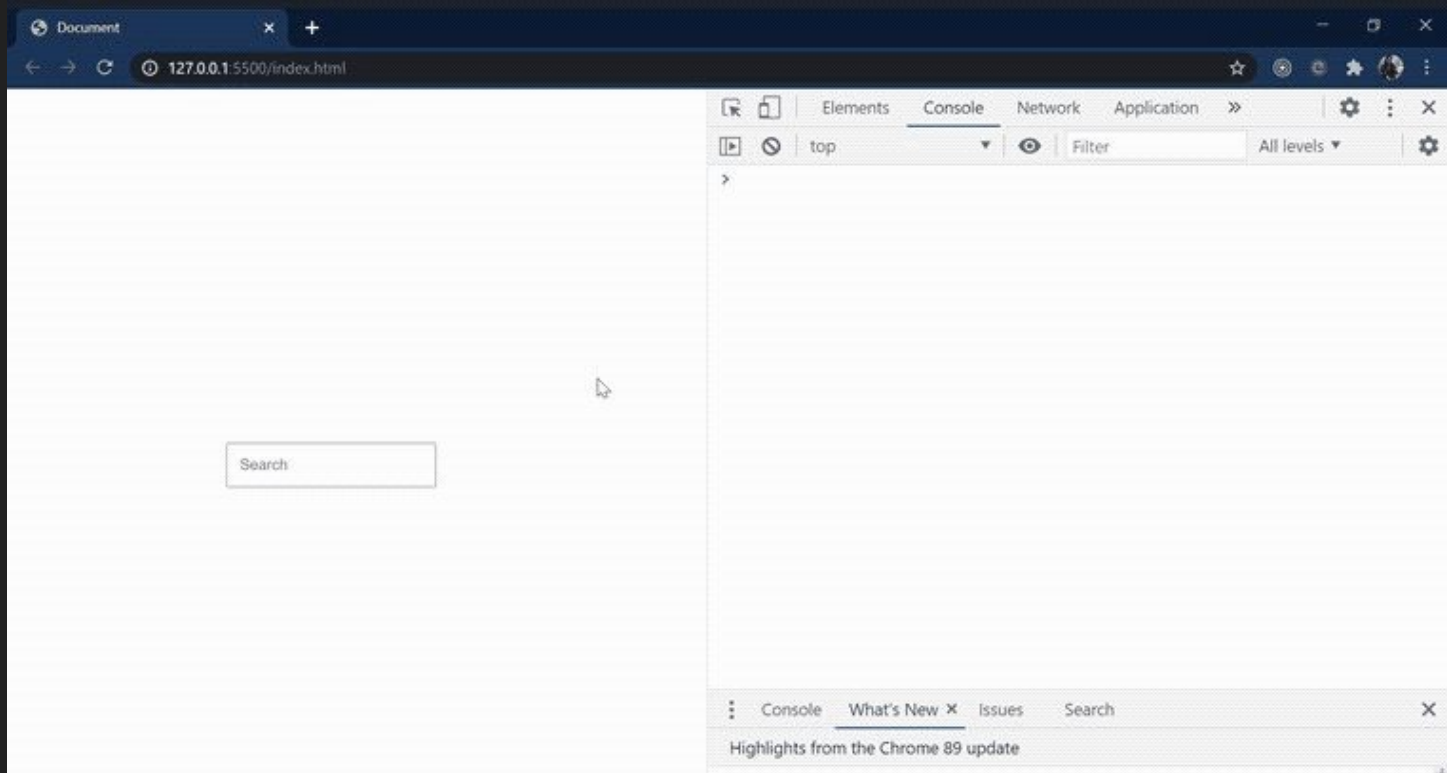 Document
127.0.0.1:5500/index.html
Elements Console Network Application
top Filter All levels
Search
Console What's New Issues Search
Highlights from the Chrome 89 update